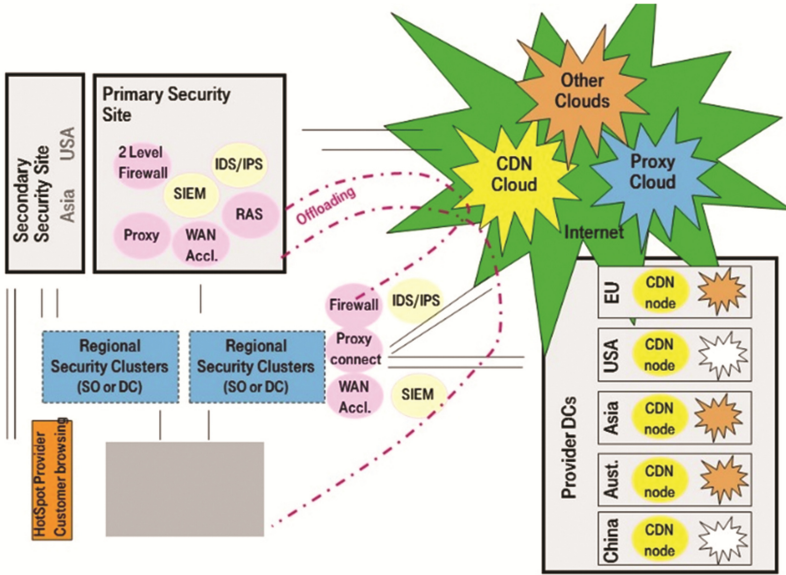 Secondary
Security Site
Asia USA
Primary Security
Site
2 Level
Firewall
IDS/IPS
SIEM
RAS
Proxy
WAN
Accl.
Offloading
Other
Clouds
CDN
Cloud
Proxy
Cloud
Internet
Firewall
IDS/IPS
Proxy
connect
WAN
Accl.
SIEM
Regional
Security Clusters
(SO or DC)
Regional
Security Clusters
(SO or DC)
HotSpot Provider
Customer browsing
Provider DCs
EU
CDN
node
USA
CDN
node
Asia
CDN
node
Aust.
CDN
node
China
CDN
node